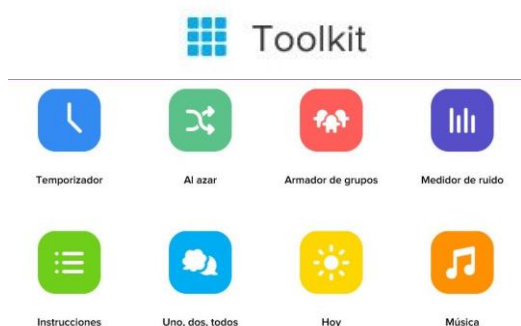 Toolkit
Temporizador Al azar Armador de grupos Medidor de ruido
Instrucciones Uno, dos, todos Hoy Música